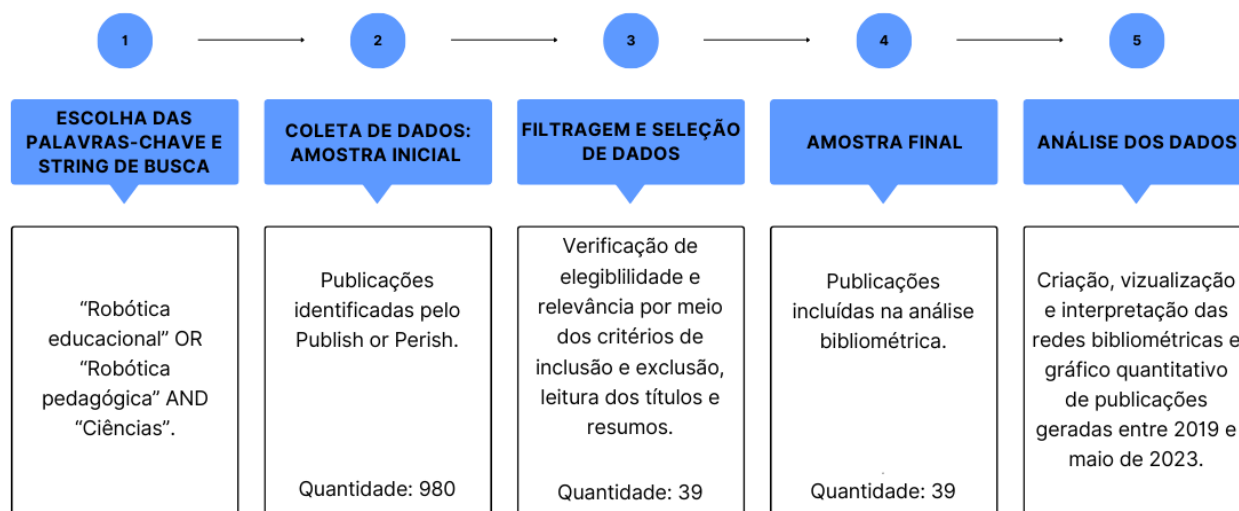 1
2
3
4
5
ESCOLHA DAS
PALAVRAS-CHAVE E
STRING DE BUSCA
COLETA DE DADOS:
AMOSTRA INICIAL
FILTRAGEM E SELEÇÃO
DE DADOS
AMOSTRA FINAL
ANÁLISE DOS DADOS
“Robótica
educacional” OR
“Robótica
pedagógica” AND
“Ciências”.
Publicações
identificadas pelo
Publish or Perish.
Quantidade: 980
Verificação de
elegiblilidade e
relevância por meio
dos critérios de
inclusão e exclusão,
leitura dos títulos e
resumos.
Quantidade: 39
Publicações
incluídas na análise
bibliométrica.
Quantidade: 39
Criação, vizualização
e interpretação das
redes bibliométricas e
gráfico quantitativo
de publicações
geradas entre 2019 e
maio de 2023.